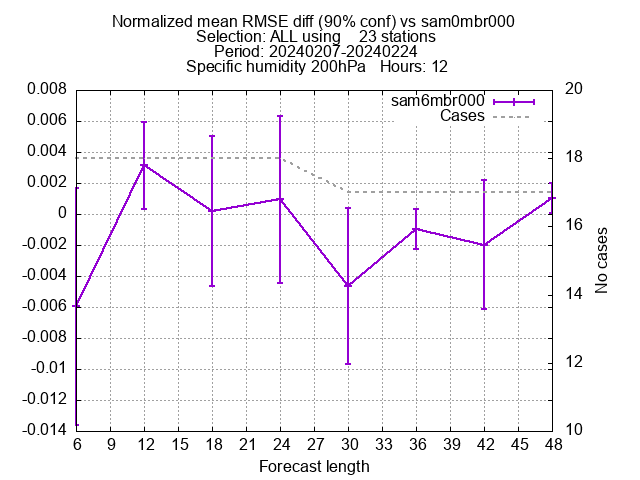 Normalized mean RMSE diff (90% conf) vs sam0mbr000
Selection: ALL using    23 stations
Period: 20240207-20240224
Specific humidity 200hPa   Hours: 12
sam6mbr000
Cases
0.008
0.006
0.004
0.002
0
-0.002
-0.004
-0.006
-0.008
-0.01
-0.012
-0.014
20
18
16
14
12
10
No cases
6 9 12 15 18 21 24 27 30 33 36 39 42 45 48
Forecast length